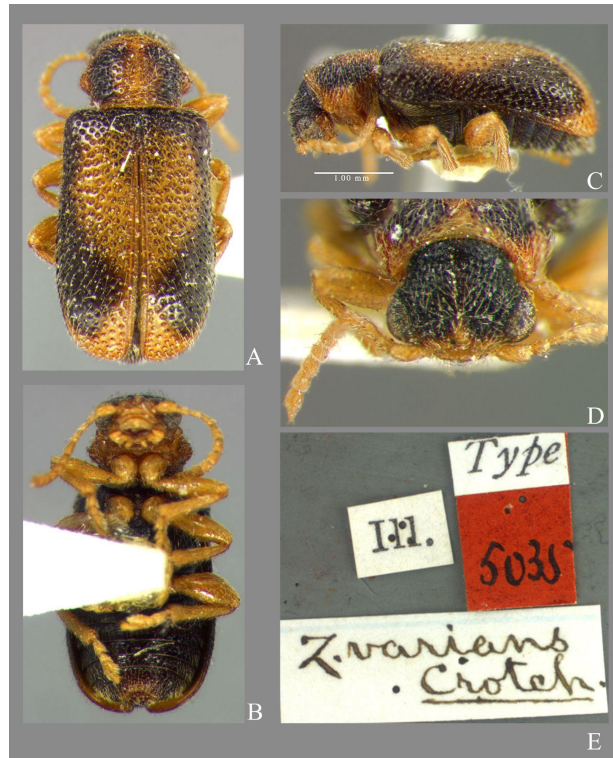 A
1.00 mm
C
D
B
Type
Ill.
5035
Z. varians
Crotch.
E